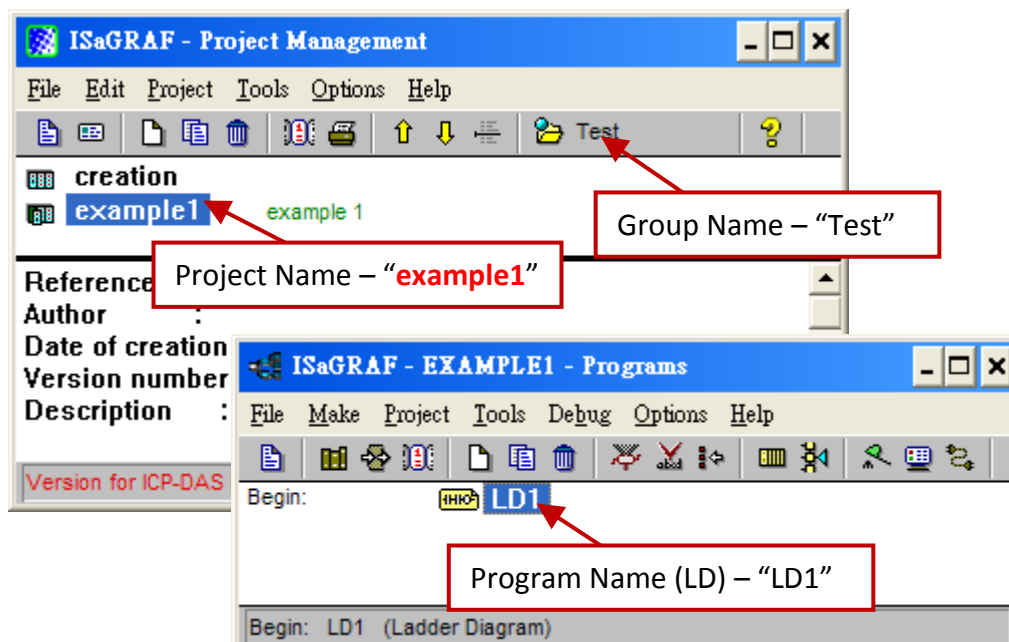 ISaGRAF - Project Management
File Edit Project Tools Options Help
Test
creation
example1 example 1
Group Name – “Test”
Project Name – “example1”
Reference
Author :
Date of creation
Version number
Description :
Version for ICP-DAS
ISaGRAF - EXAMPLE1 - Programs
File Make Project Tools Debug Options Help
Begin: LD1
Program Name (LD) – “LD1”
Begin: LD1 (Ladder Diagram)